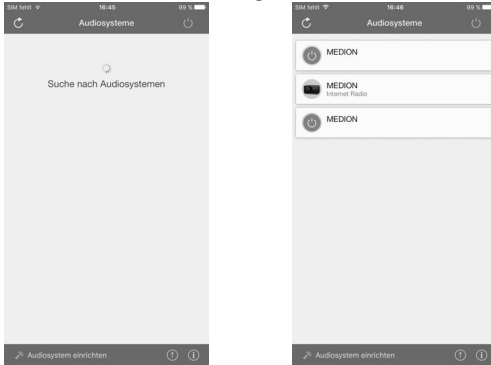 SIM fehlt 16:45 99 %
Audiosysteme
Suche nach Audiosystemen
Audiosystem einrichten
SIM fehlt 16:46 99 %
Audiosysteme
MEDION
MEDION
Internet Radio
MEDION
Audiosystem einrichten